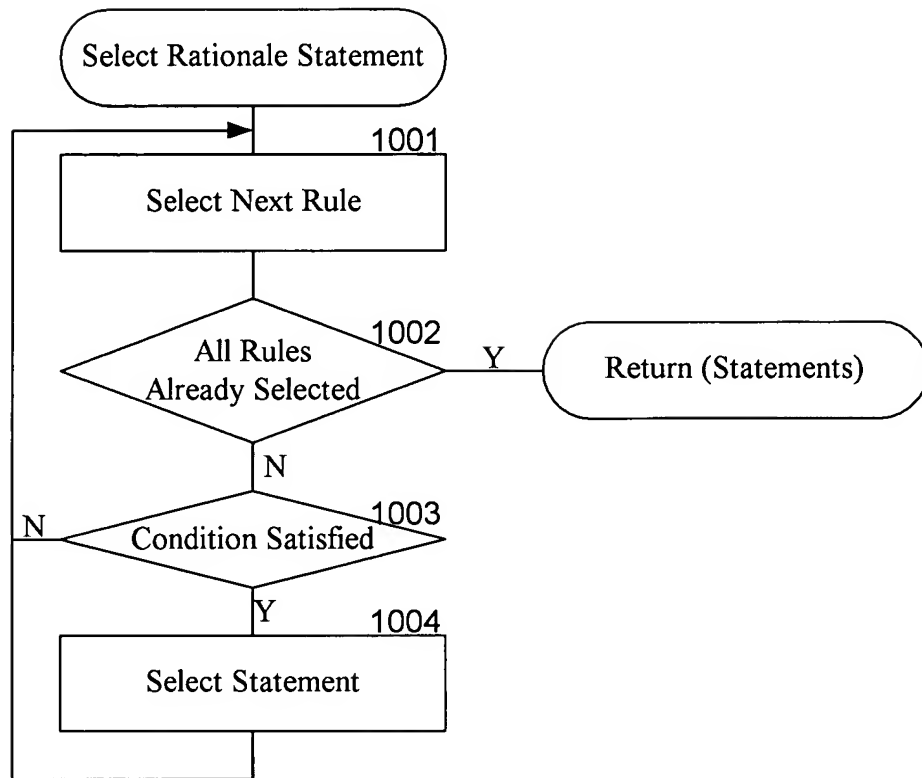 Select Rationale Statement
1001
Select Next Rule
1002
All Rules
Already Selected
Y
Return (Statements)
N
1003
Condition Satisfied
N
Y
1004
Select Statement